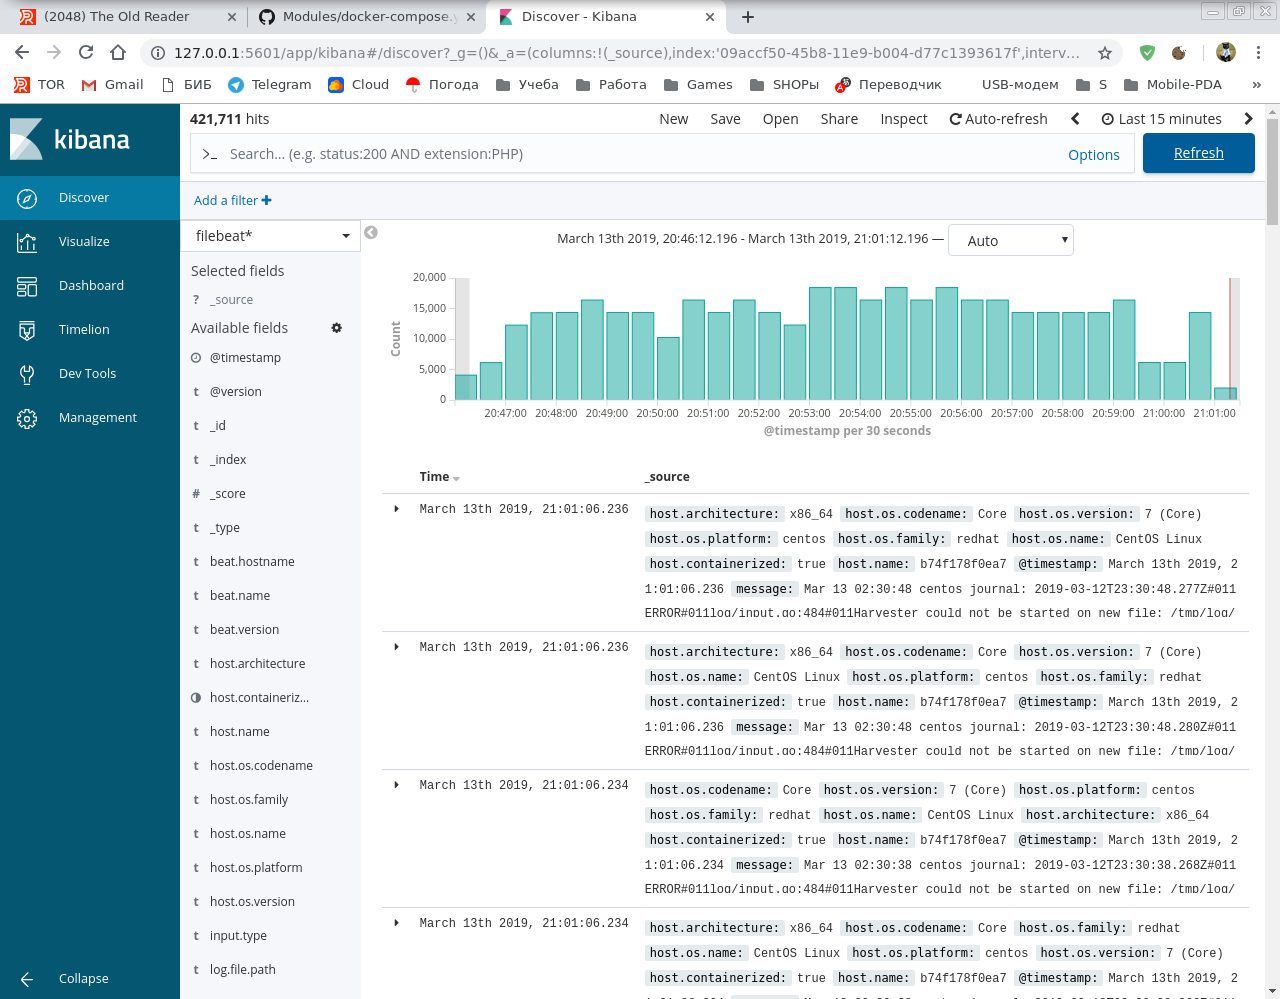 (2048) The Old Reader
Modules/docker-compose.y
Discover - Kibana
127.0.0.1:5601/app/kibana#/discover?_g=()&_a=(columns:!(_source),index:'09accf50-45b8-11e9-b004-d77c1393617f',interv...
TOR Gmail БИБ Telegram Cloud Погода Учеба Работа Games SHOPы Переводчик USB-модем S Mobile-PDA »
kibana
Discover
Visualize
Dashboard
Timelion
Dev Tools
Management
Collapse
421,711 hits
New Save Open Share Inspect Auto-refresh Last 15 minutes
>_ Search... (e.g. status:200 AND extension:PHP)
Options
Refresh
Add a filter
filebeat*
Selected fields
? _source
Available fields
@timestamp
t @version
t _id
t _index
# _score
t _type
t beat.hostname
t beat.name
t beat.version
t host.architecture
host.containeriz...
t host.name
t host.os.codename
t host.os.family
t host.os.name
t host.os.platform
t host.os.version
t input.type
t log.file.path
March 13th 2019, 20:46:12.196 - March 13th 2019, 21:01:12.196 —
Auto
Count
20,000
15,000
10,000
5,000
0
20:47:00 20:48:00 20:49:00 20:50:00 20:51:00 20:52:00 20:53:00 20:54:00 20:55:00 20:56:00 20:57:00 20:58:00 20:59:00 21:00:00 21:01:00
@timestamp per 30 seconds
Time _source
March 13th 2019, 21:01:06.236
host.architecture: x86_64 host.os.codename: Core host.os.version: 7 (Core)
host.os.platform: centos host.os.family: redhat host.os.name: CentOS Linux
host.containerized: true host.name: b74f178f0ea7 @timestamp: March 13th 2019, 2
1:01:06.236 message: Mar 13 02:30:48 centos journal: 2019-03-12T23:30:48.277Z#011
ERROR#011log/input.go:484#011Harvester could not be started on new file: /tmp/log/
March 13th 2019, 21:01:06.236
host.architecture: x86_64 host.os.codename: Core host.os.version: 7 (Core)
host.os.name: CentOS Linux host.os.platform: centos host.os.family: redhat
host.containerized: true host.name: b74f178f0ea7 @timestamp: March 13th 2019, 2
1:01:06.236 message: Mar 13 02:30:48 centos journal: 2019-03-12T23:30:48.280Z#011
ERROR#011log/input.go:484#011Harvester could not be started on new file: /tmp/log/
March 13th 2019, 21:01:06.234
host.os.codename: Core host.os.version: 7 (Core) host.os.platform: centos
host.os.family: redhat host.os.name: CentOS Linux host.architecture: x86_64
host.containerized: true host.name: b74f178f0ea7 @timestamp: March 13th 2019, 2
1:01:06.234 message: Mar 13 02:30:38 centos journal: 2019-03-12T23:30:38.268Z#011
ERROR#011log/input.go:484#011Harvester could not be started on new file: /tmp/log/
March 13th 2019, 21:01:06.234
host.architecture: x86_64 host.os.codename: Core host.os.family: redhat
host.os.name: CentOS Linux host.os.platform: centos host.os.version: 7 (Core)
host.containerized: true host.name: b74f178f0ea7 @timestamp: March 13th 2019, 2